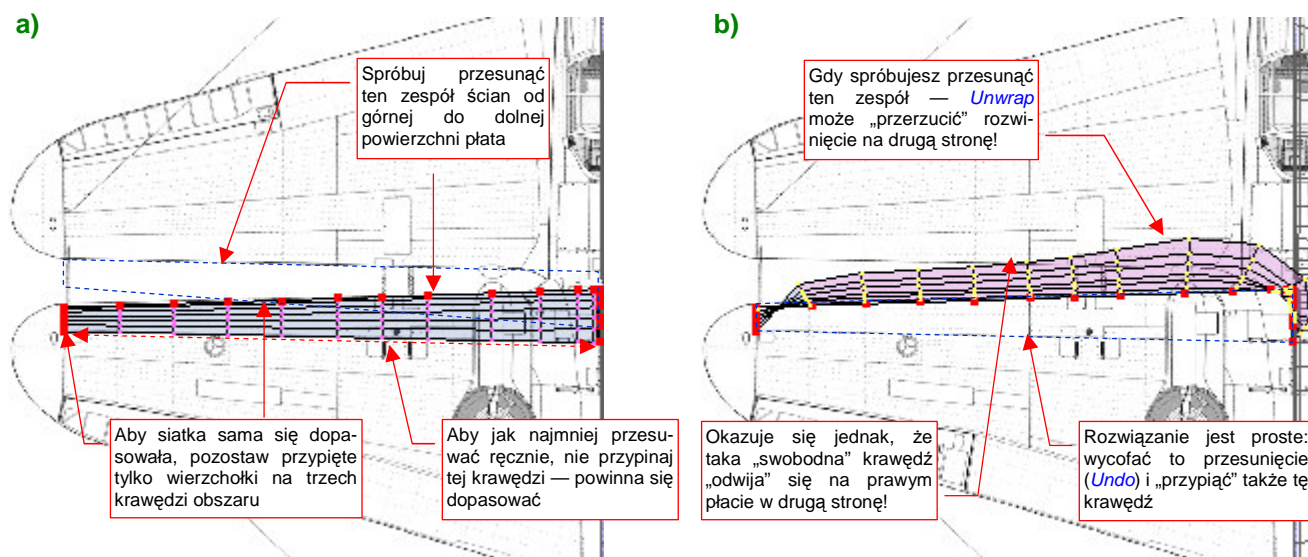 a)
Spróbuj przesunąć
ten zespół ścian od
górnej do dolnej
powierzchni płata
Aby siatka sama się dopa-
sowała, pozostaw przypięte
tylko wierzchołki na trzech
krawędzi obszaru
Aby jak najmniej przesu-
wać ręcznie, nie przypinaj
tej krawędzi — powinna się
dopasować
b)
Gdy spróbujesz przesunąć
ten zespół — Unwrap
może „przerzucić” rozwi-
nięcie na drugą stronę!
Okazuje się jednak, że
taka „swobodna” krawędź
„odwija” się na prawym
płacie w drugą stronę!
Rozwiązanie jest proste:
wycofać to przesunięcie
(Undo) i „przypiąć” także tę
krawędź